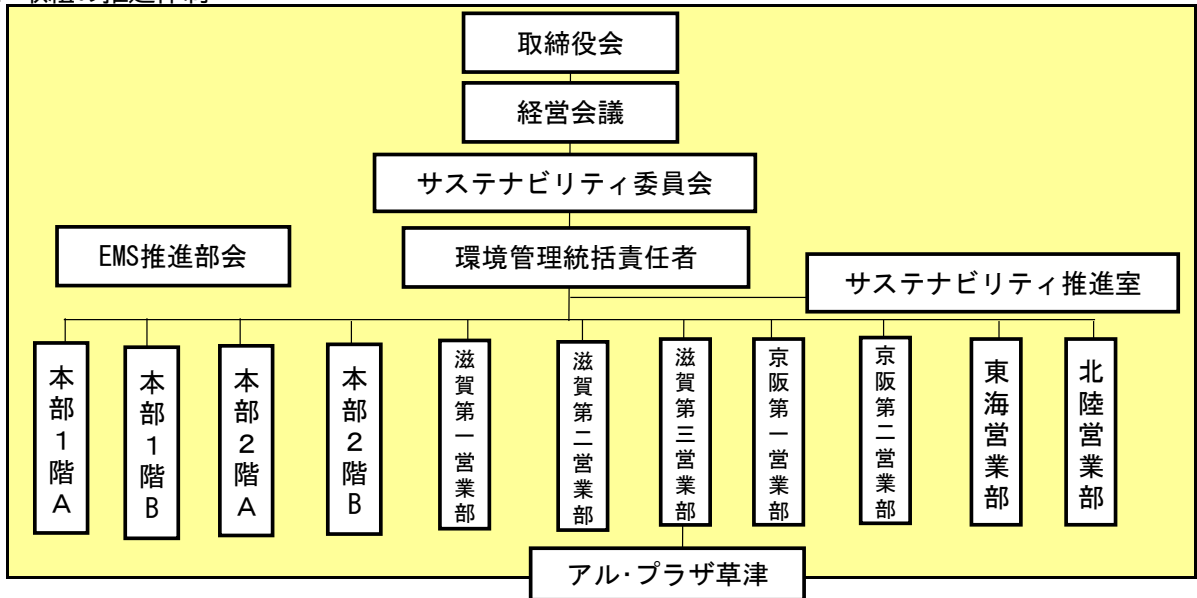 取締役会
経営会議
サステナビリティ委員会
EMS推進部会
環境管理統括責任者
サステナビリティ推進室
本部1階A
本部1階B
本部2階A
本部2階B
滋賀第一営業部
滋賀第二営業部
滋賀第三営業部
京阪第一営業部
京阪第二営業部
東海営業部
北陸営業部
アル・プラザ草津